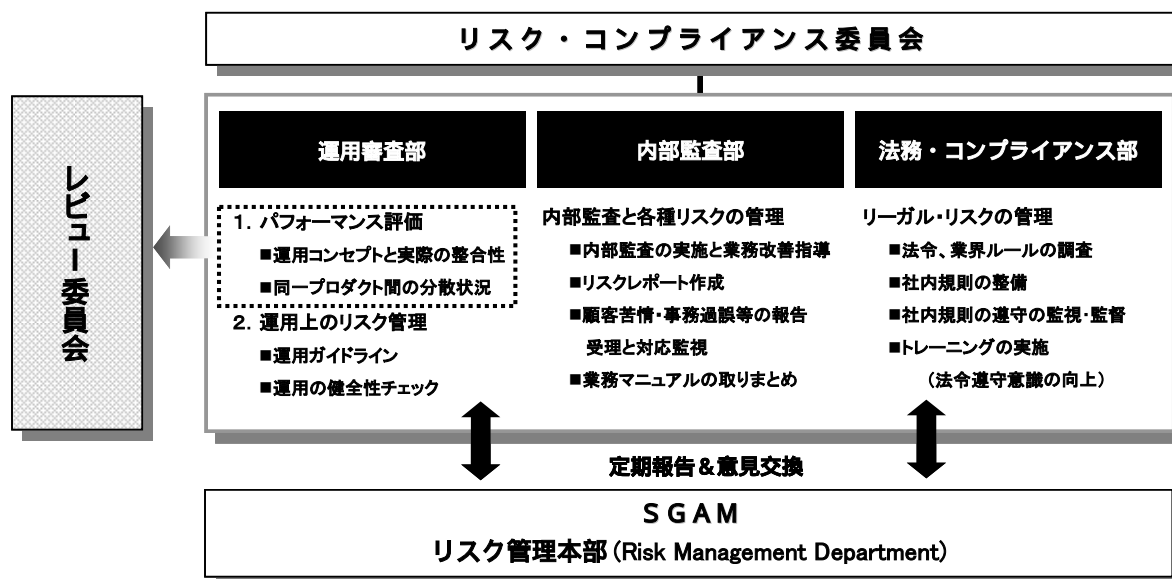 リスク・コンプライアンス委員会
レビュー委員会
運用審査部
1．パフォーマンス評価
■運用コンセプトと実際の整合性
■同一プロダクト間の分散状況
2．運用上のリスク管理
■運用ガイドライン
■運用の健全性チェック
内部監査部
内部監査と各種リスクの管理
■内部監査の実施と業務改善指導
■リスクレポート作成
■顧客苦情・事務過誤等の報告
受理と対応監視
■業務マニュアルの取りまとめ
法務・コンプライアンス部
リーガル・リスクの管理
■法令、業界ルールの調査
■社内規則の整備
■社内規則の遵守の監視・監督
■トレーニングの実施
（法令遵守意識の向上）
定期報告＆意見交換
ＳＧＡＭ
リスク管理本部(Risk Management Department)